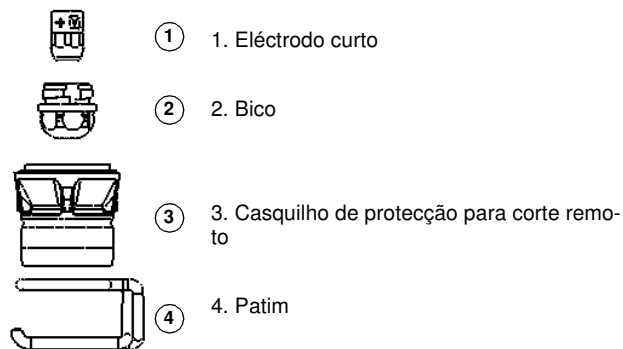 1 1. Eléctrodo curto
2 2. Bico
3 3. Casquilho de protecção para corte remo-
to
4 4. Patim